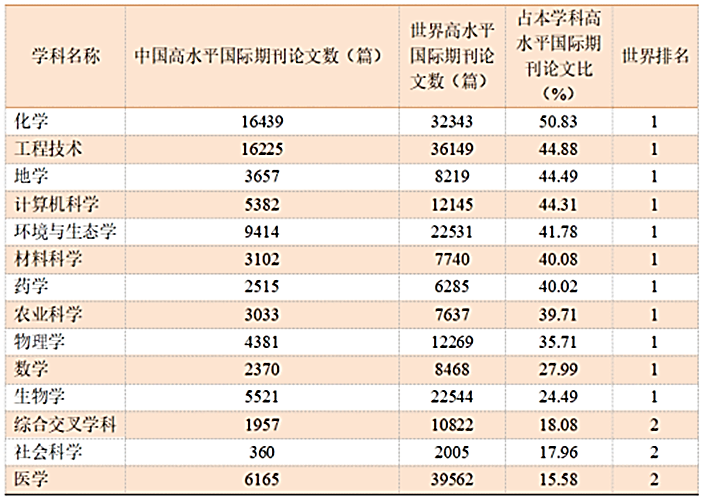 学科名称 中国高水平国际期刊论文数（篇） 世界高水平国际期刊论文数（篇） 占本学科高水平国际期刊论文比（%） 世界排名
化学 16439 32343 50.83 1
工程技术 16225 36149 44.88 1
地学 3657 8219 44.49 1
计算机科学 5382 12145 44.31 1
环境与生态学 9414 22531 41.78 1
材料科学 3102 7740 40.08 1
药学 2515 6285 40.02 1
农业科学 3033 7637 39.71 1
物理学 4381 12269 35.71 1
数学 2370 8468 27.99 1
生物学 5521 22544 24.49 1
综合交叉学科 1957 10822 18.08 2
社会科学 360 2005 17.96 2
医学 6165 39562 15.58 2